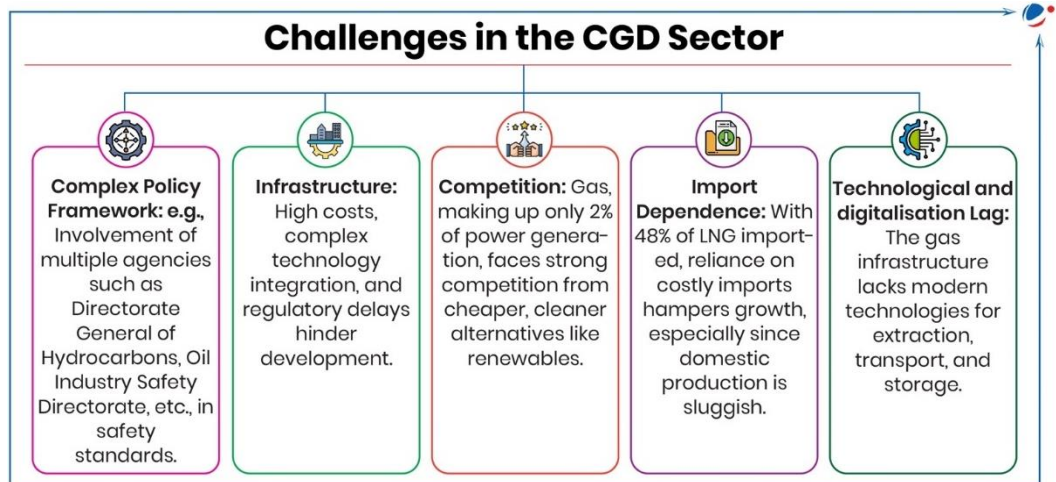 Challenges in the CGD Sector
Complex Policy
Framework: e.g.,
Involvement of
multiple agencies
such as
Directorate
General of
Hydrocarbons, Oil
Industry Safety
Directorate, etc., in
safety
standards.
Infrastructure:
High costs,
complex
technology
integration, and
regulatory delays
hinder
development.
Competition: Gas,
making up only 2%
of power genera-
tion, faces strong
competition from
cheaper, cleaner
alternatives like
renewables.
Import
Dependence: With
48% of LNG import-
ed, reliance on
costly imports
hampers growth,
especially since
domestic
production is
sluggish.
Technological and
digitalisation Lag:
The gas
infrastructure
lacks modern
technologies for
extraction,
transport, and
storage.